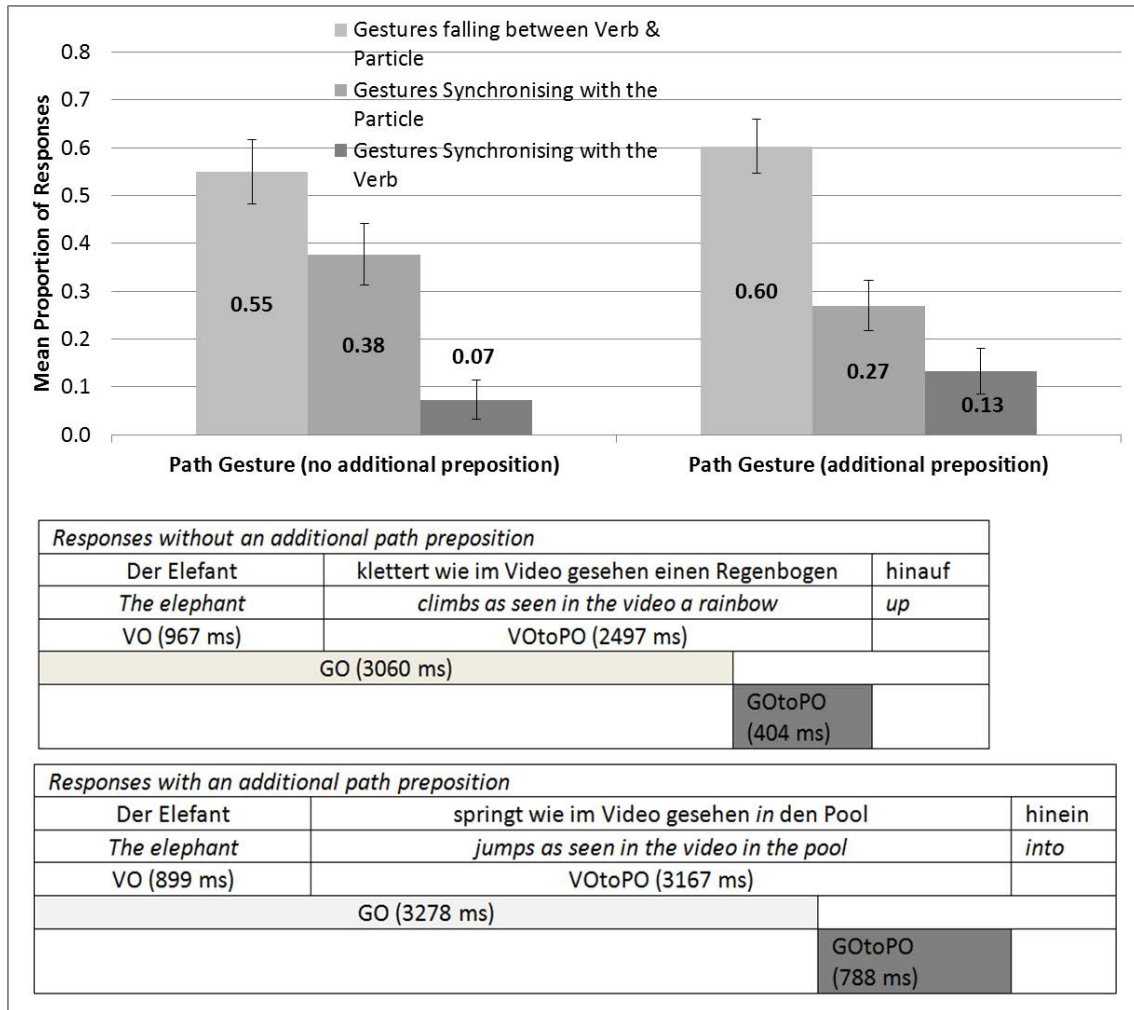 Gestures falling between Verb &
Particle
Gestures Synchronising with the
Particle
Gestures Synchronising with the
Verb
Mean Proportion of Responses
0.8
0.7
0.6
0.5
0.4
0.3
0.2
0.1
0.0
0.55
0.38
0.07
0.60
0.27
0.13
Path Gesture (no additional preposition)
Path Gesture (additional preposition)
Responses without an additional path preposition
Der Elefant klettert wie im Video gesehen einen Regenbogen hinauf
The elephant climbs as seen in the video a rainbow up
VO (967 ms) VOtoPO (2497 ms)
GO (3060 ms)
GOtoPO
(404 ms)
Responses with an additional path preposition
Der Elefant springt wie im Video gesehen in den Pool hinein
The elephant jumps as seen in the video in the pool into
VO (899 ms) VOtoPO (3167 ms)
GO (3278 ms)
GOtoPO
(788 ms)